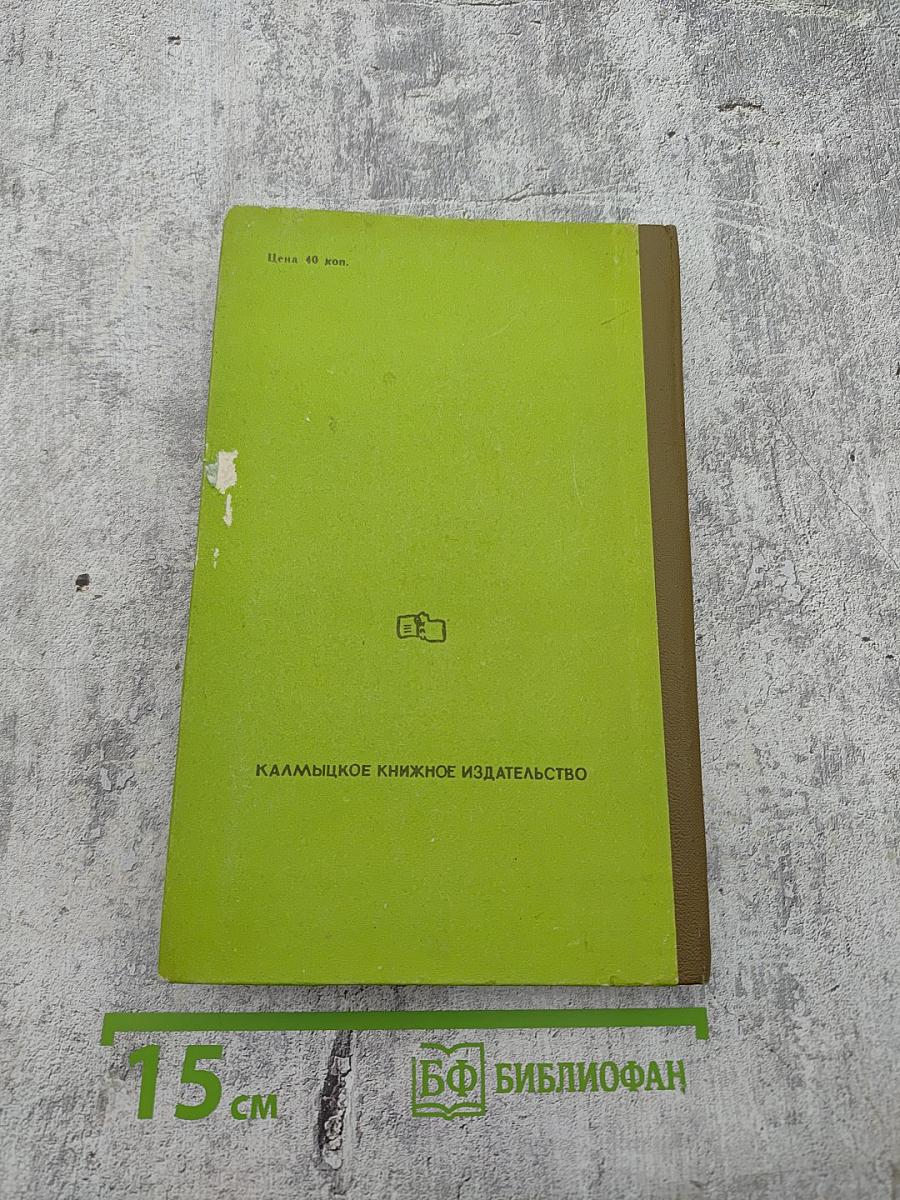 Цена 40 коп.
КАЛМЫЦКОЕ КНИЖНОЕ ИЗДАТЕЛЬСТВО
15 см
БФ БИБЛИОФАН